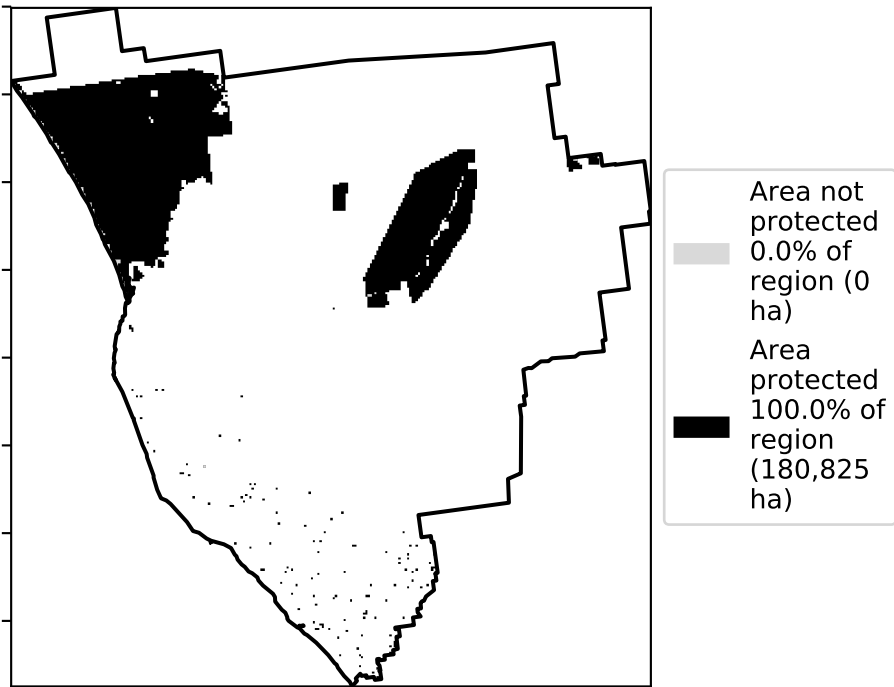 Area not
protected
0.0% of
region (0
ha)
Area
protected
100.0% of
region
(180,825
ha)